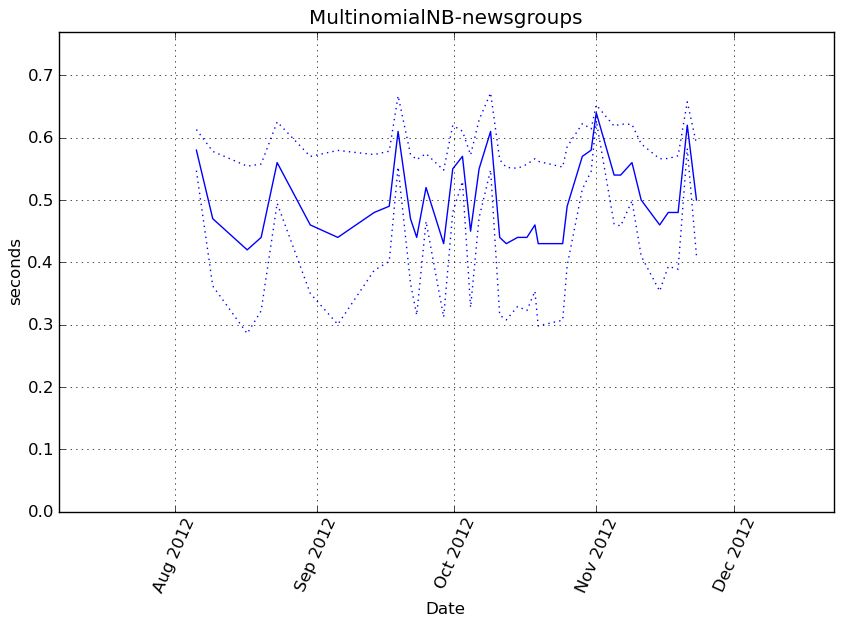 MultinomialNB-newsgroups
0.7
0.6
0.5
0.4
0.3
0.2
0.1
0.0
seconds
Aug 2012
Sep 2012
Oct 2012
Nov 2012
Dec 2012
Date